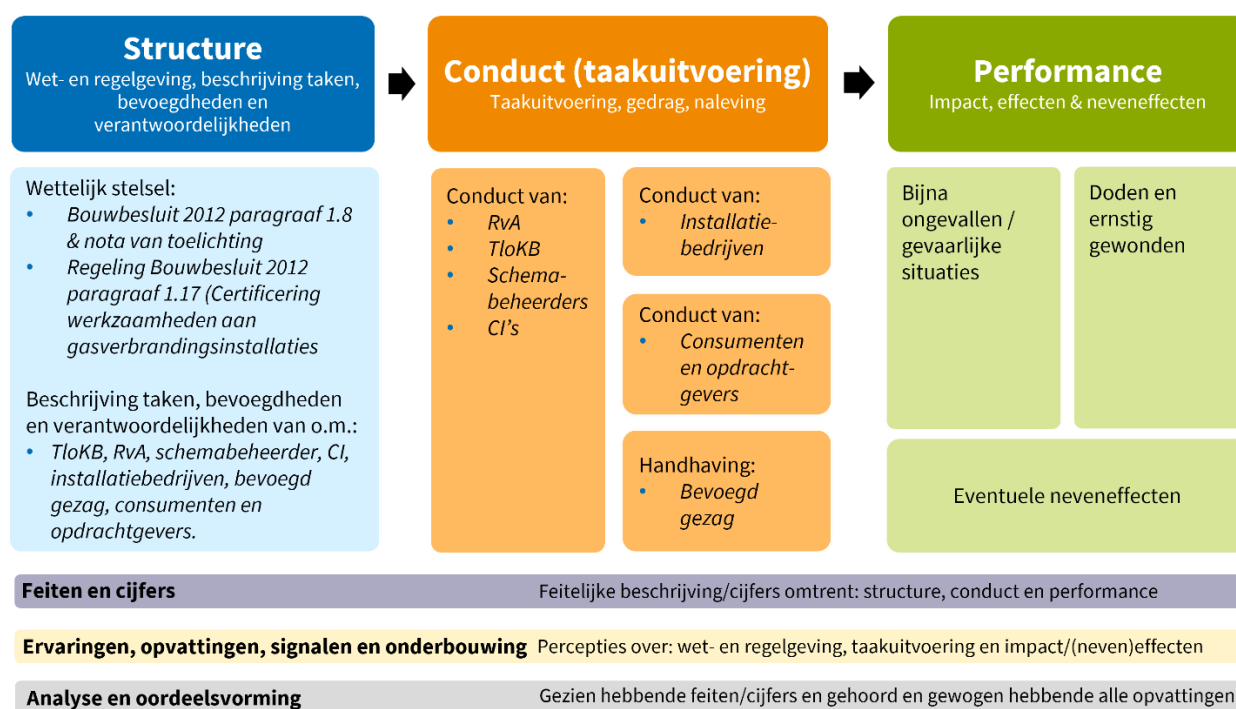 Structure
Wet- en regelgeving, beschrijving taken,
bevoegdheden en
verantwoordelijkheden
Conduct (taakuitvoering)
Taakuitvoering, gedrag, naleving
Performance
Impact, effecten & neveneffecten
Wettelijk stelsel:
• Bouwbesluit 2012 paragraaf 1.8
& nota van toelichting
• Regeling Bouwbesluit 2012
paragraaf 1.17 (Certificering
werkzaamheden aan
gasverbrandingsinstallaties
Beschrijving taken, bevoegdheden
en verantwoordelijkheden van o.m.:
• TloKB, RvA, schemabeheerder, CI,
installatiebedrijven, bevoegd
gezag, consumenten en
opdrachtgevers.
Conduct van:
• RvA
• TloKB
• Schema-
beheerders
• CI's
Conduct van:
• Installatie-
bedrijven
Conduct van:
• Consumenten
en opdracht-
gevers
Handhaving:
• Bevoegd
gezag
Bijna
ongevallen /
gevaarlijke
situaties
Doden en
ernstig
gewonden
Eventuele neveneffecten
Feiten en cijfers
Feitelijke beschrijving/cijfers omtrent: structure, conduct en performance
Ervaringen, opvattingen, signalen en onderbouwing
Percepties over: wet- en regelgeving, taakuitvoering en impact/(neven)effecten
Analyse en oordeelsvorming
Gezien hebbende feiten/cijfers en gehoord en gewogen hebbende alle opvattingen